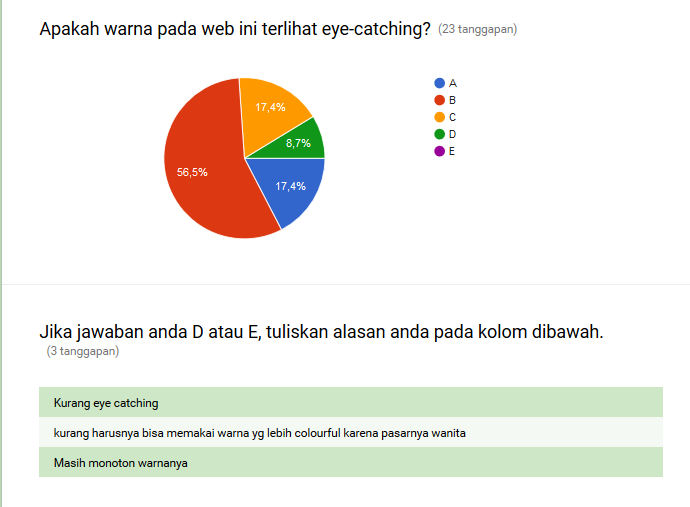 Apakah warna pada web ini terlihat eye-catching? (23 tanggapan)
A
B
C
D
E
17,4%
8,7%
56,5%
17,4%
Jika jawaban anda D atau E, tuliskan alasan anda pada kolom dibawah.
(3 tanggapan)
Kurang eye catching
kurang harusnya bisa memakai warna yg lebih colourful karena pasarnya wanita
Masih monoton warnanya